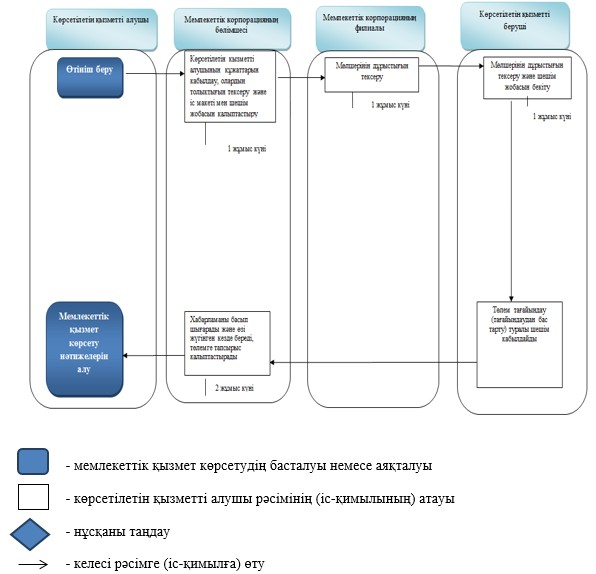 Көрсетілетін қызметті алушы
Мемлекеттік корпорацияның
бөлімшесі
Мемлекеттік корпорацияның
филиалы
Көрсетілетін қызметті
беруші
Өтініш беру
Көрсетілетін қызметті
алушының құжаттарын
қабылдау, олардың
толықтығын тексеру және
іс макеті мен шешім
жобасын қалыптастыру
1 жұмыс күні
Мөлшерінің дұрыстығын
тексеру
1 жұмыс күні
Мөлшерінің дұрыстығын
тексеру және шешім
жобасын бекіту
1 жұмыс күні
Мемлекеттік
қызмет
көрсету
нәтижелерін
алу
Хабарламаны басып
шығарады және өзі
жүгінген кезде береді,
төлемге тапсырыс
қалыптастырады
2 жұмыс күні
Төлем тағайындау
(тағайындаудан бас
тарту) туралы шешім
қабылдайды
- мемлекеттік қызмет көрсетудің басталуы немесе аяқталуы
- көрсетілетін қызметті алушы рәсімінің (іс-қимылының) атауы
- нұсқаны таңдау
- келесі рәсімге (іс-қимылға) өту